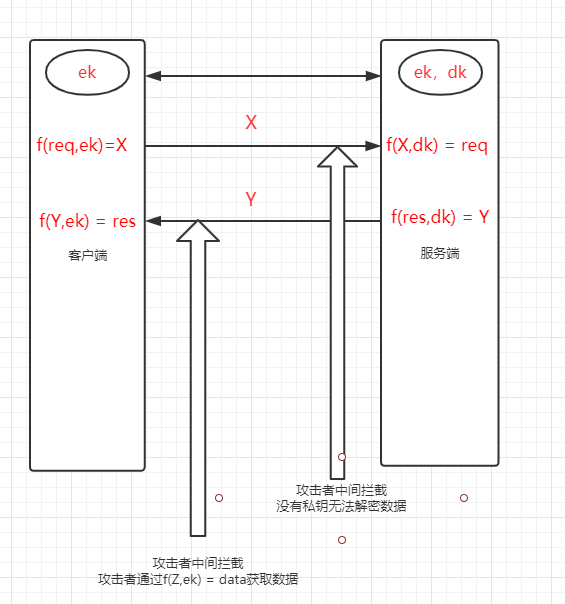 ek
ek，dk
X
f(req,ek)=X
f(X,dk) = req
Y
f(Y,ek) = res
f(res,dk) = Y
客户端
服务端
攻击者中间拦截
没有私钥无法解密数据
攻击者中间拦截
攻击者通过f(Z,ek) = data获取数据